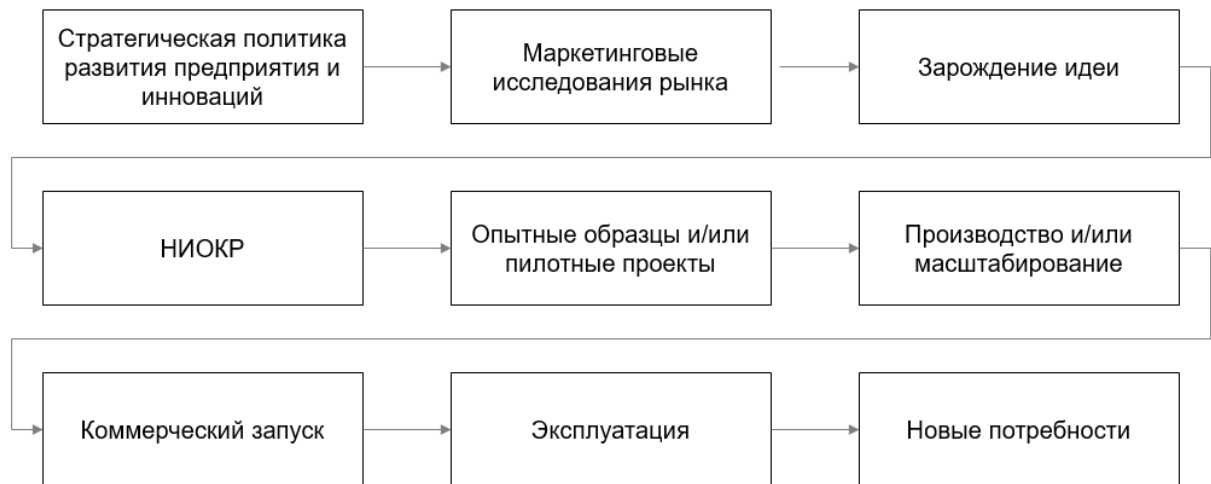 Стратегическая политика
развития предприятия и
инноваций
Маркетинговые
исследования рынка
Зарождение идеи
НИОКР
Опытные образцы и/или
пилотные проекты
Производство и/или
масштабирование
Коммерческий запуск
Эксплуатация
Новые потребности